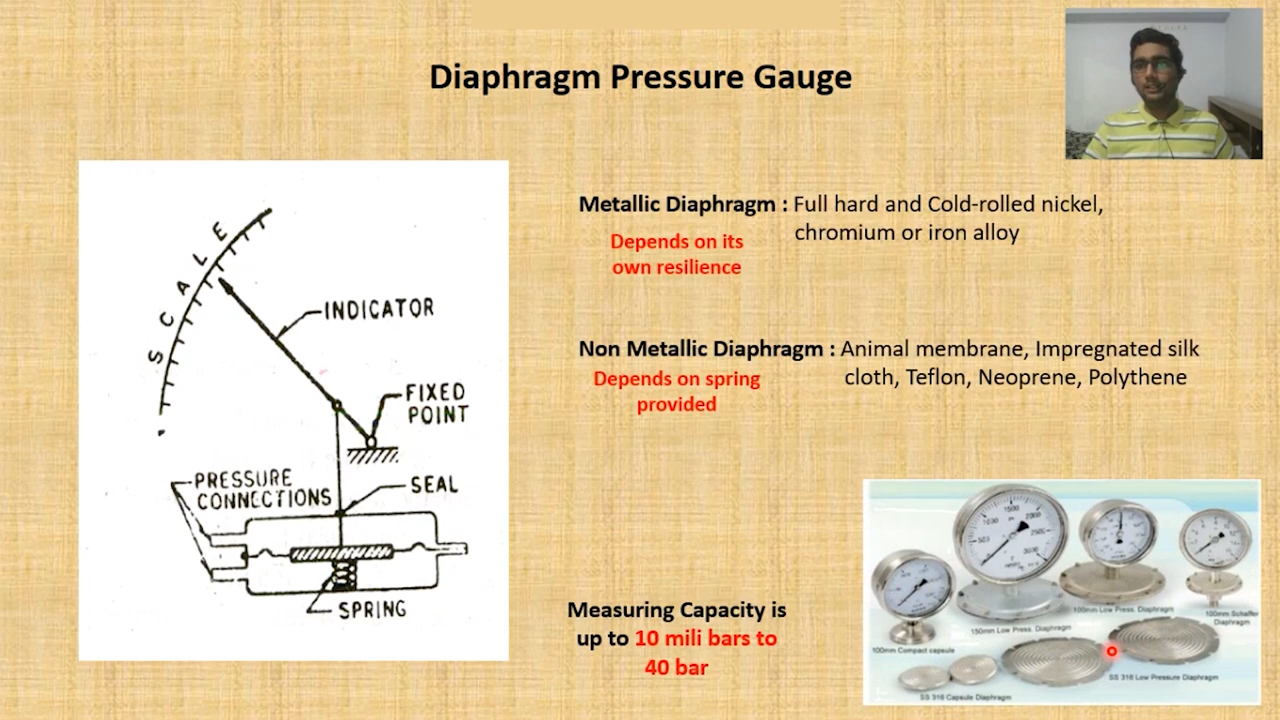 Diaphragm Pressure Gauge
SCALE
INDICATOR
FIXED
POINT
PRESSURE
CONNECTIONS
SEAL
SPRING
Metallic Diaphragm : Full hard and Cold-rolled nickel,
chromium or iron alloy
Depends on its
own resilience
Non Metallic Diaphragm : Animal membrane, Impregnated silk
cloth, Teflon, Neoprene, Polythene
Depends on spring
provided
Measuring Capacity is
up to 10 mili bars to
40 bar
1000
1500
2000
100mm Compact capsule
150mm Low Press. Diaphragm
100mm Low Press. Diaphragm
100mm Schaffer
Diaphragm
SS 316 Capsule Diaphragm
SS 316 Low Pressure Diaphragm